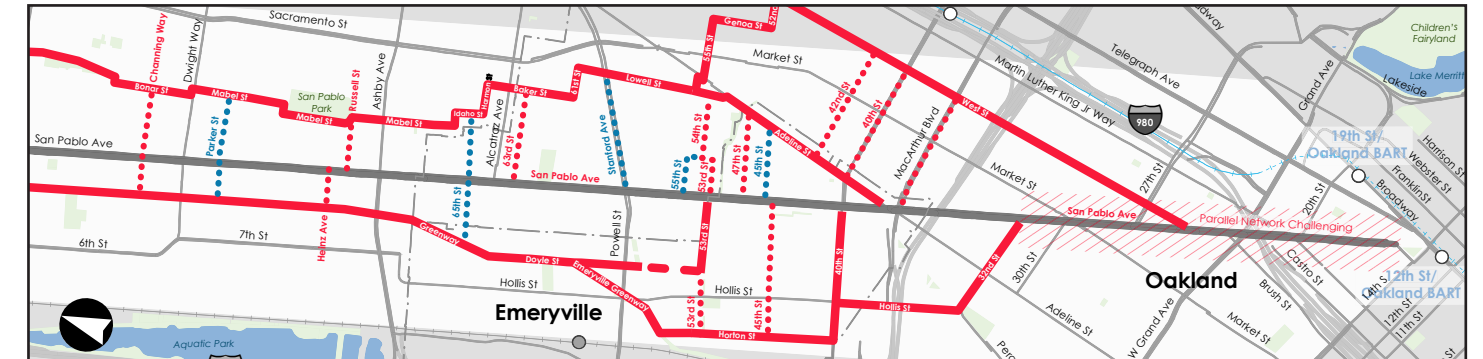 Sacramento St
Channing Way
Dwight Way
Bonar St
Mabel St
San Pablo
Park
Russell St
Ashby Ave
Mabel St
Mabel St
Parker St
San Pablo Ave
Idaho St
Harmon
Alcatraz Ave
Baker St
63rd St
61st St
Lowell St
Stanford Ave
San Pablo Ave
65th St
Heinz Ave
6th St
7th St
Greenway
Doyle St
Emeryville Greenway
Hollis St
Powell St
Emeryville
Aquatic Park
Genoa St
52nd
55th St
Market St
54th St
53rd St
55th St
47th St
45th St
Adeline St
42nd St
40th St
MacArthur Blvd
West St
53rd St
53rd St
45th St
Hollis St
Horton St
40th St
Hollis St
32nd St
Martin Luther King Jr Way
Telegraph Ave
980
Market St
27th St
San Pablo Ave
Parallel Network Challenging
30th St
Adeline St
Oakland
W Grand Ave
Market St
Brush St
Castro St
20th St
Grand Ave
Children's
Fairyland
Lake Merritt
Lakeside
19th St/
Oakland BART
Harrison St
Webster St
Franklin St
Broadway
12th St/
Oakland BART
14th S
12th St
11th St